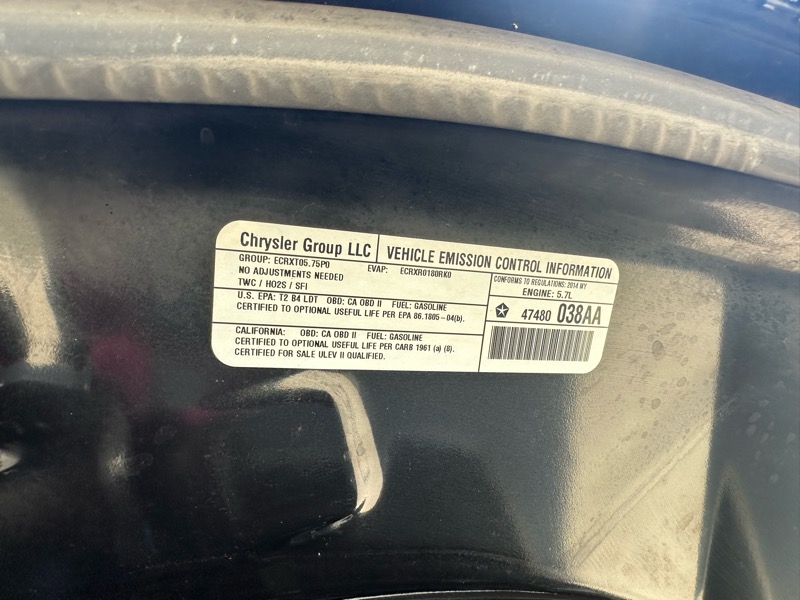 Chrysler Group LLC
VEHICLE EMISSION CONTROL INFORMATION
GROUP: ECRXT05.75P0 EVAP: ECRXR0180RK0
NO ADJUSTMENTS NEEDED
TWC / HO2S / SFI
CONFORMS TO REGULATIONS: 2014 MY
ENGINE: 5.7L
U.S. EPA: T2 B4 LDT OBD: CA OBD II FUEL: GASOLINE
CERTIFIED TO OPTIONAL USEFUL LIFE PER EPA 86.1805-04(b).
47480 038AA
CALIFORNIA: OBD: CA OBD II FUEL: GASOLINE
CERTIFIED TO OPTIONAL USEFUL LIFE PER CARB 1961 (a) (8).
CERTIFIED FOR SALE ULEV II QUALIFIED.